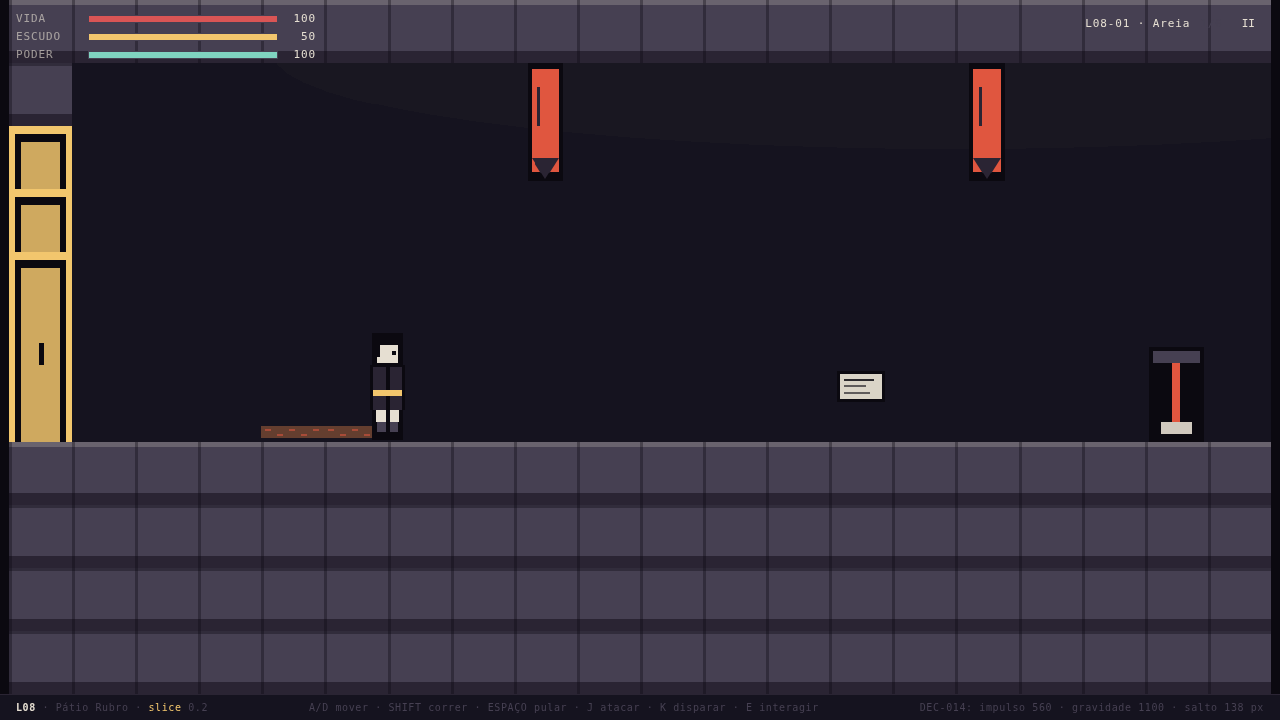 VIDA 100
ESCUDO 50
PODER 100
L08-01 · Areia II
L08 · Pátio Rubro · slice 0.2
A/D mover · SHIFT correr · ESPAÇO pular · J atacar · K disparar · E interagir
DEC-014: impulso 560 · gravidade 1100 · salto 138 px